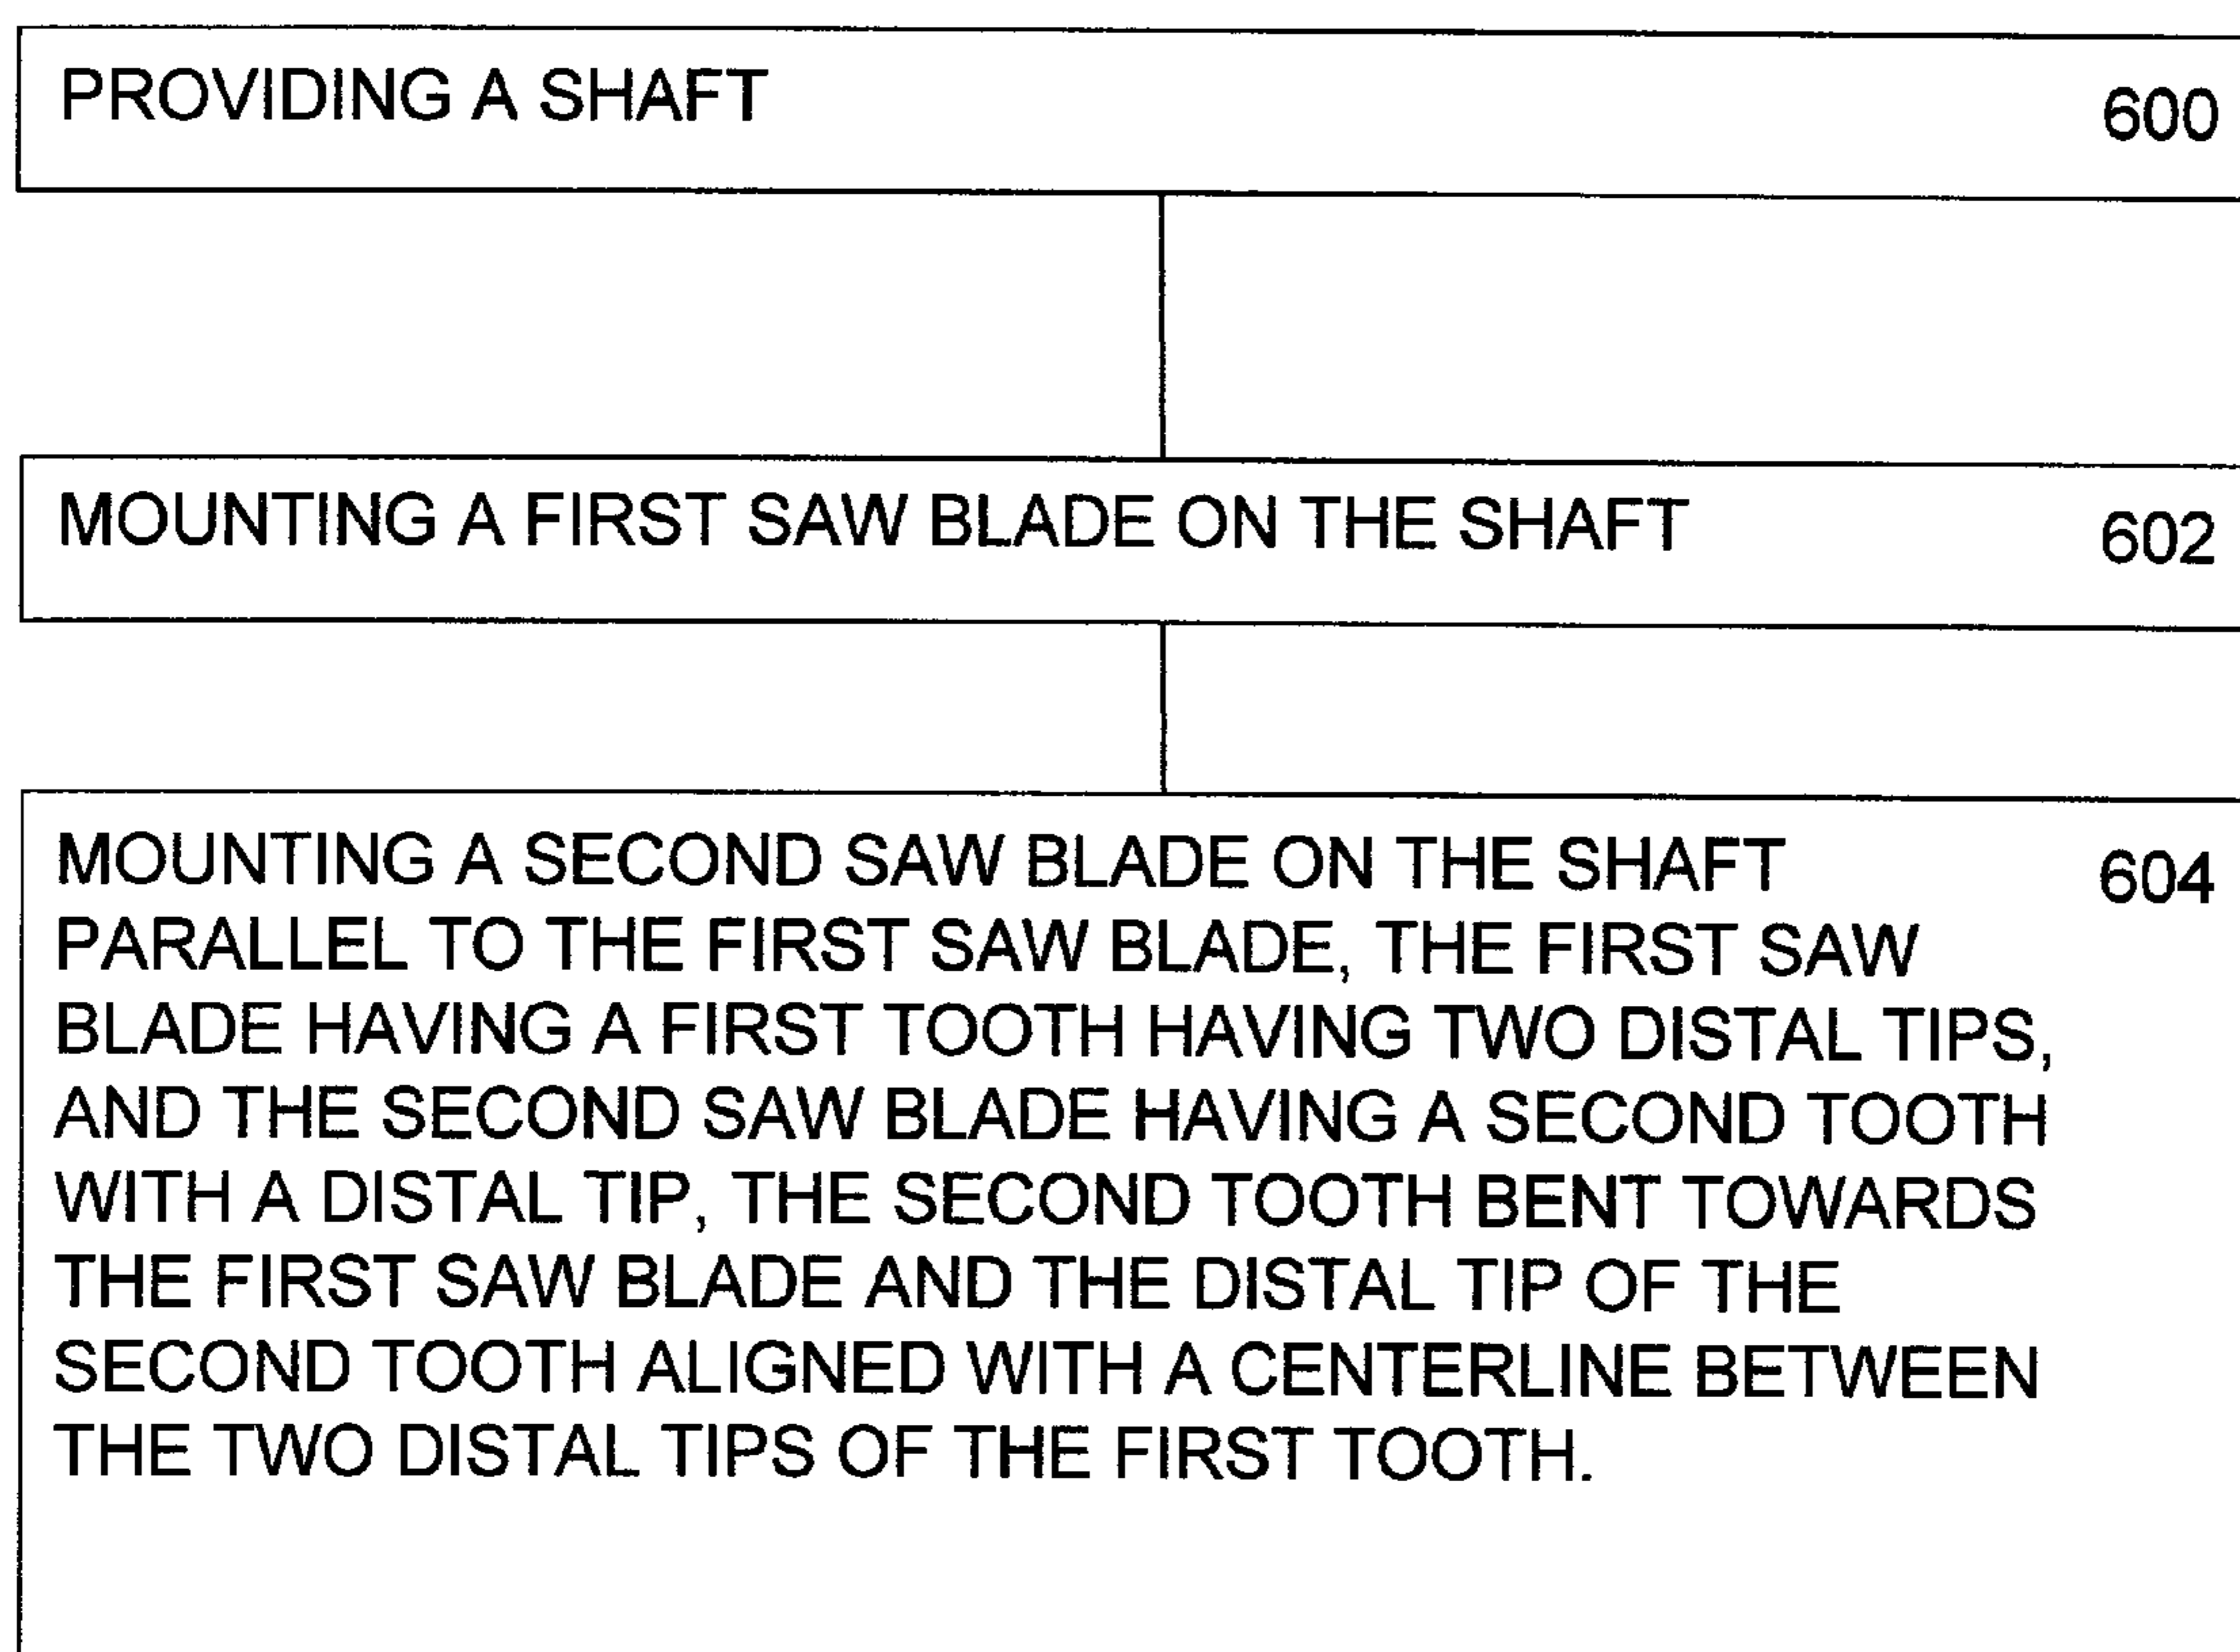 PROVIDING A SHAFT 600
MOUNTING A FIRST SAW BLADE ON THE SHAFT 602
MOUNTING A SECOND SAW BLADE ON THE SHAFT 604
PARALLEL TO THE FIRST SAW BLADE, THE FIRST SAW
BLADE HAVING A FIRST TOOTH HAVING TWO DISTAL TIPS,
AND THE SECOND SAW BLADE HAVING A SECOND TOOTH
WITH A DISTAL TIP, THE SECOND TOOTH BENT TOWARDS
THE FIRST SAW BLADE AND THE DISTAL TIP OF THE
SECOND TOOTH ALIGNED WITH A CENTERLINE BETWEEN
THE TWO DISTAL TIPS OF THE FIRST TOOTH.